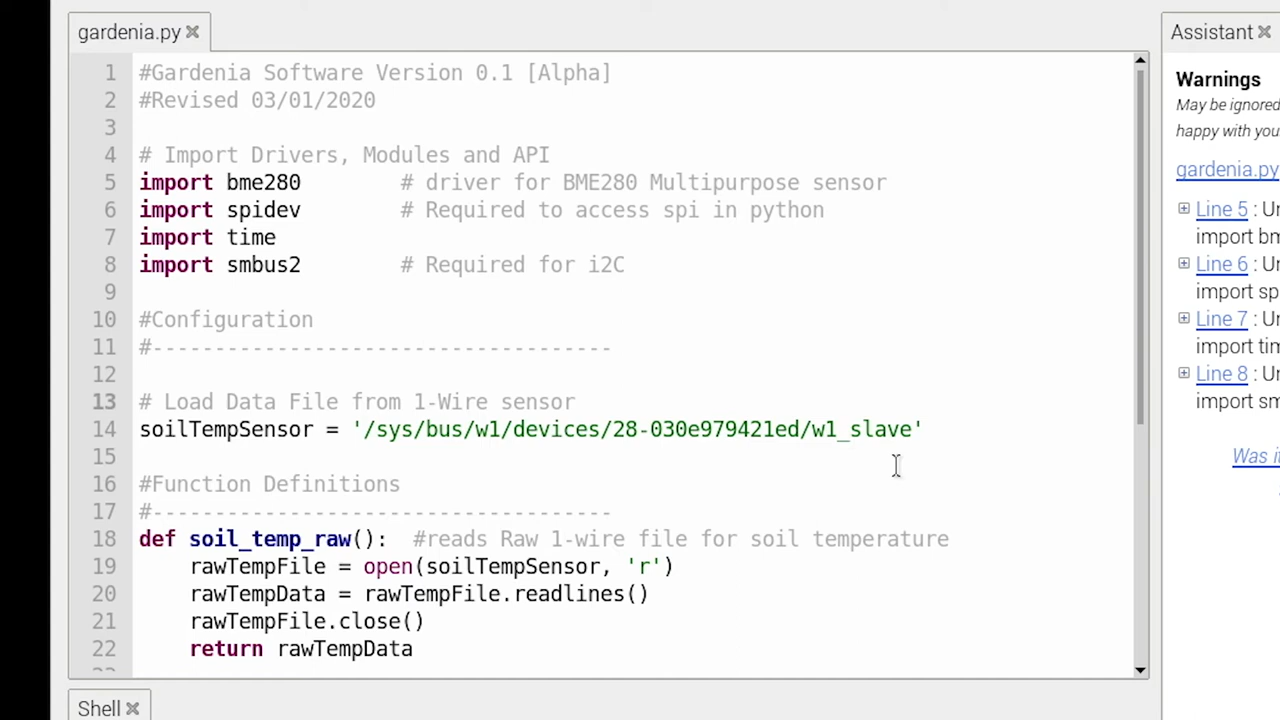 gardenia.py
1 #Gardenia Software Version 0.1 [Alpha]
2 #Revised 03/01/2020
3
4 # Import Drivers, Modules and API
5 import bme280 # driver for BME280 Multipurpose sensor
6 import spidev # Required to access spi in python
7 import time
8 import smbus2 # Required for i2C
9
10 #Configuration
11 #--------------------------------------
12
13 # Load Data File from 1-Wire sensor
14 soilTempSensor = '/sys/bus/w1/devices/28-030e979421ed/w1_slave'
15
16 #Function Definitions
17 #--------------------------------------
18 def soil_temp_raw(): #reads Raw 1-wire file for soil temperature
19 rawTempFile = open(soilTempSensor, 'r')
20 rawTempData = rawTempFile.readlines()
21 rawTempFile.close()
22 return rawTempData
Shell
Assistant
Warnings
May be ignored
happy with you
gardenia.py
Line 5 : Un
import bm
Line 6 : Un
import sp
Line 7 : Un
import tim
Line 8 : Un
import sm
Was it